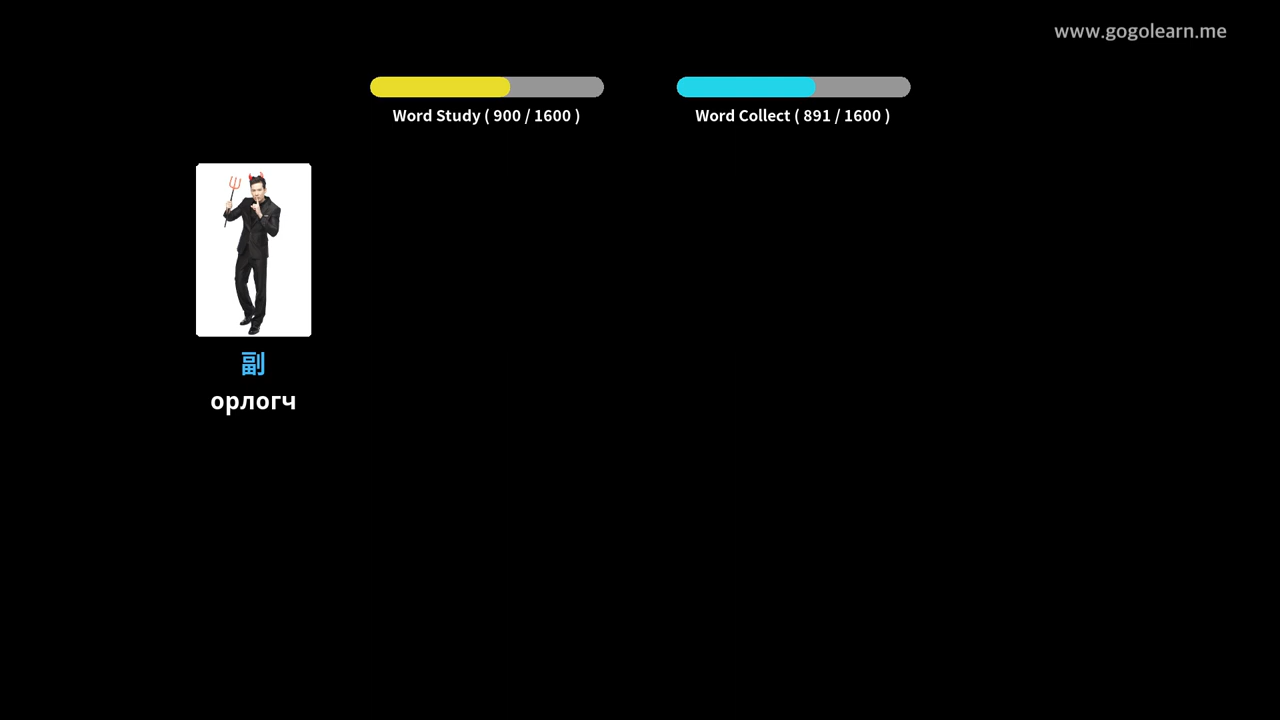 www.gogolearn.me
Word Study ( 900 / 1600 )
Word Collect ( 891 / 1600 )
副
орлогч